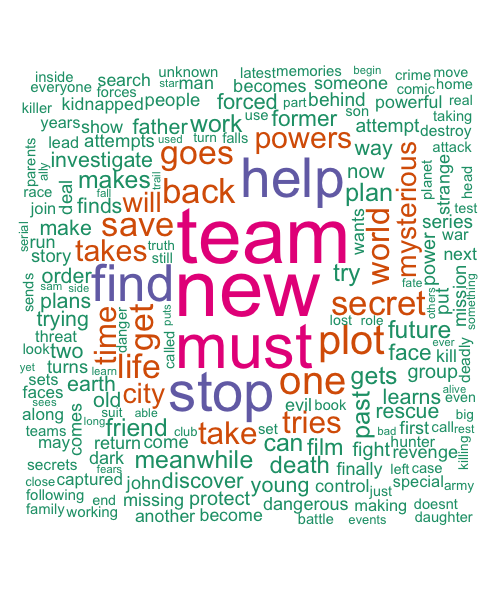 unknown
latest
memories
begin
inside
search
star
man
someone
crime
move
everyone
forces
becomes
comic
home
killer
kidnapped
people
forced
part
behind
powerful
real
years
show
father
work
use
former
son
taking
lead
attempts
used
turn
falls
powers
attempt
destroy
parents
ally
investigate
goes
way
attack
deal
fall
makes
trail
back
help
now
plan
mysterious
strange
planet
head
race
join
finds
will
team
wants
world
series
test
serial
run
make
save
truth
power
war
story
takes
still
next
order
find
new
try
fate
mission
something
sends
sam
side
plans
get
puts
secret
others
put
trying
time
danger
lost
role
future
threat
must
plot
ever
look
two
life
called
face
kill
deadly
yet
turns
learn
stop
one
gets
group
sets
earth
city
past
learns
alive
even
faces
old
evil
book
rescue
sees
suit
able
tries
big
along
long
friend
take
set
bad
first
call
rest
teams
comes
club
can
film
fight
hunter
killing
may
return
come
revenge
secrets
dark
meanwhile
death
finally
left
case
close
captured
fears
john
discover
young
control
just
special
army
following
end
missing
protect
dangerous
making
doesnt
family
working
another
become
battle
events
daughter